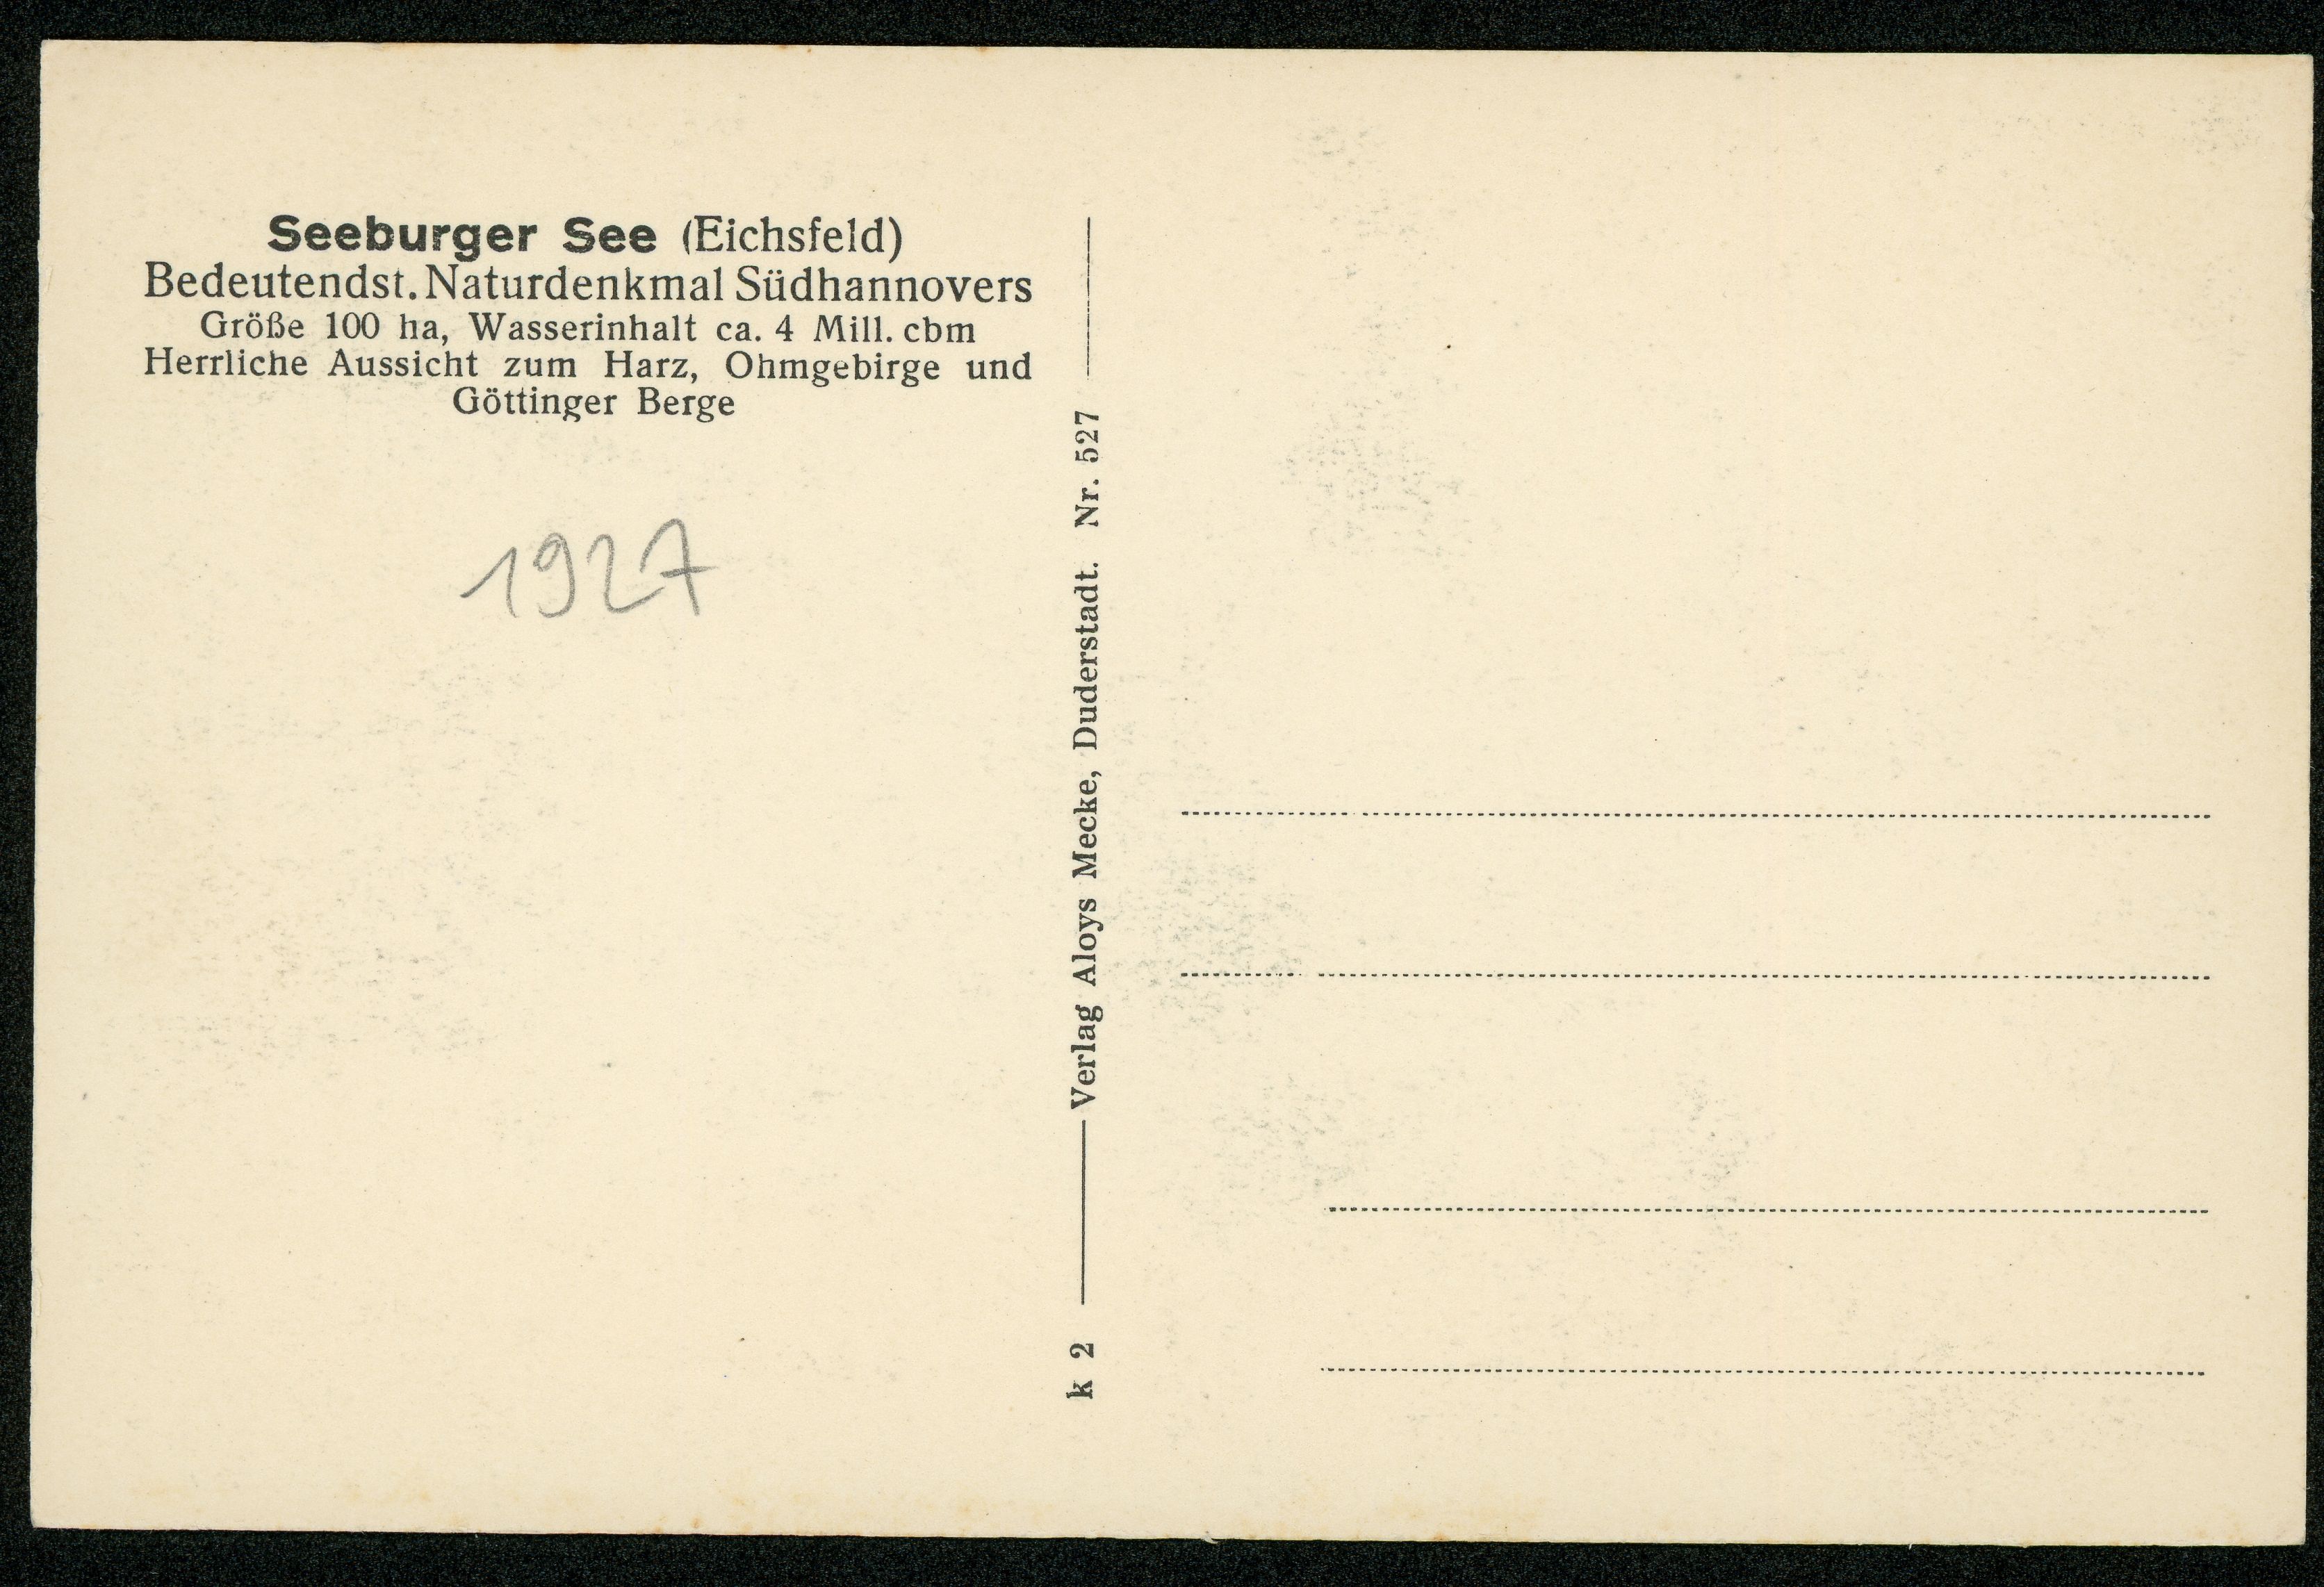 Seeburger See (Eichsfeld)
Bedeutendst. Naturdenkmal Südhannovers
Größe 100 ha, Wasserinhalt ca. 4 Mill. cbm
Herrliche Aussicht zum Harz, Ohmgebirge und
Göttinger Berge
1927
k 2 Verlag Aloys Mecke, Duderstadt. Nr. 527